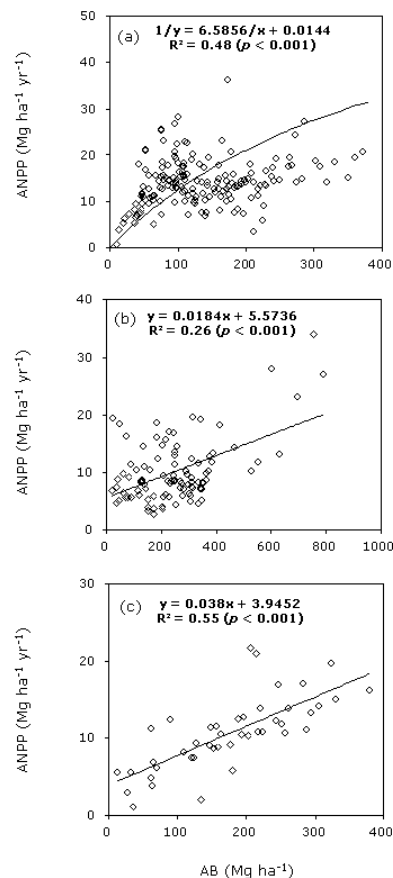 50
(a)
1/y = 6.5856/x + 0.0144
R² = 0.48 (p < 0.001)
40
30
20
10
0
ANPP (Mg ha⁻¹ yr⁻¹)
0 100 200 300 400
40
(b)
y = 0.0184x + 5.5736
R² = 0.26 (p < 0.001)
30
20
10
0
ANPP (Mg ha⁻¹ yr⁻¹)
0 200 400 600 800 1000
30
(c)
y = 0.038x + 3.9452
R² = 0.55 (p < 0.001)
20
10
0
ANPP (Mg ha⁻¹ yr⁻¹)
0 100 200 300 400
AB (Mg ha⁻¹)